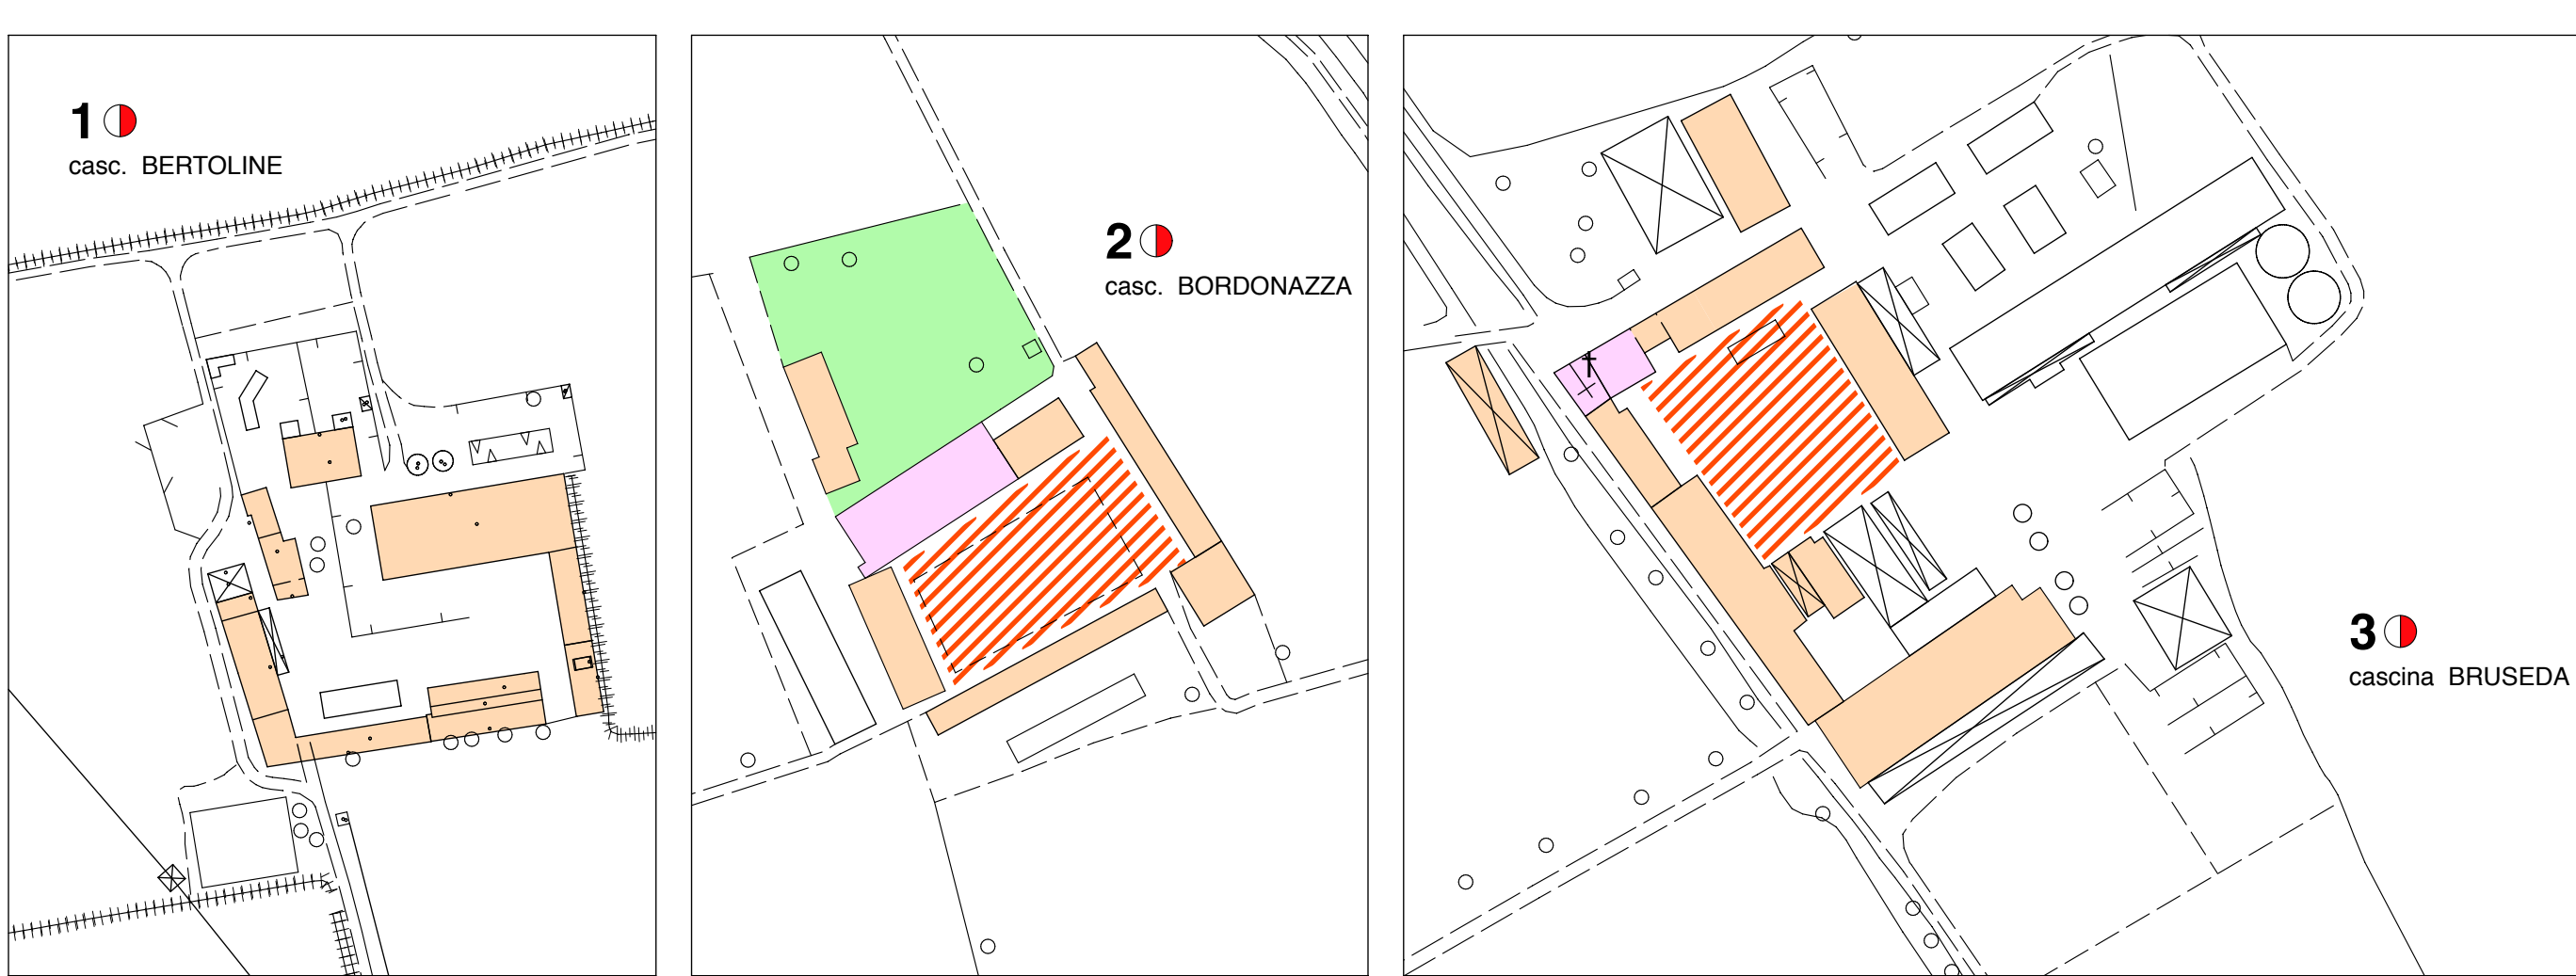 1
casc. BERTOLINE
2
casc. BORDONAZZA
3
cascina BRUSEDA